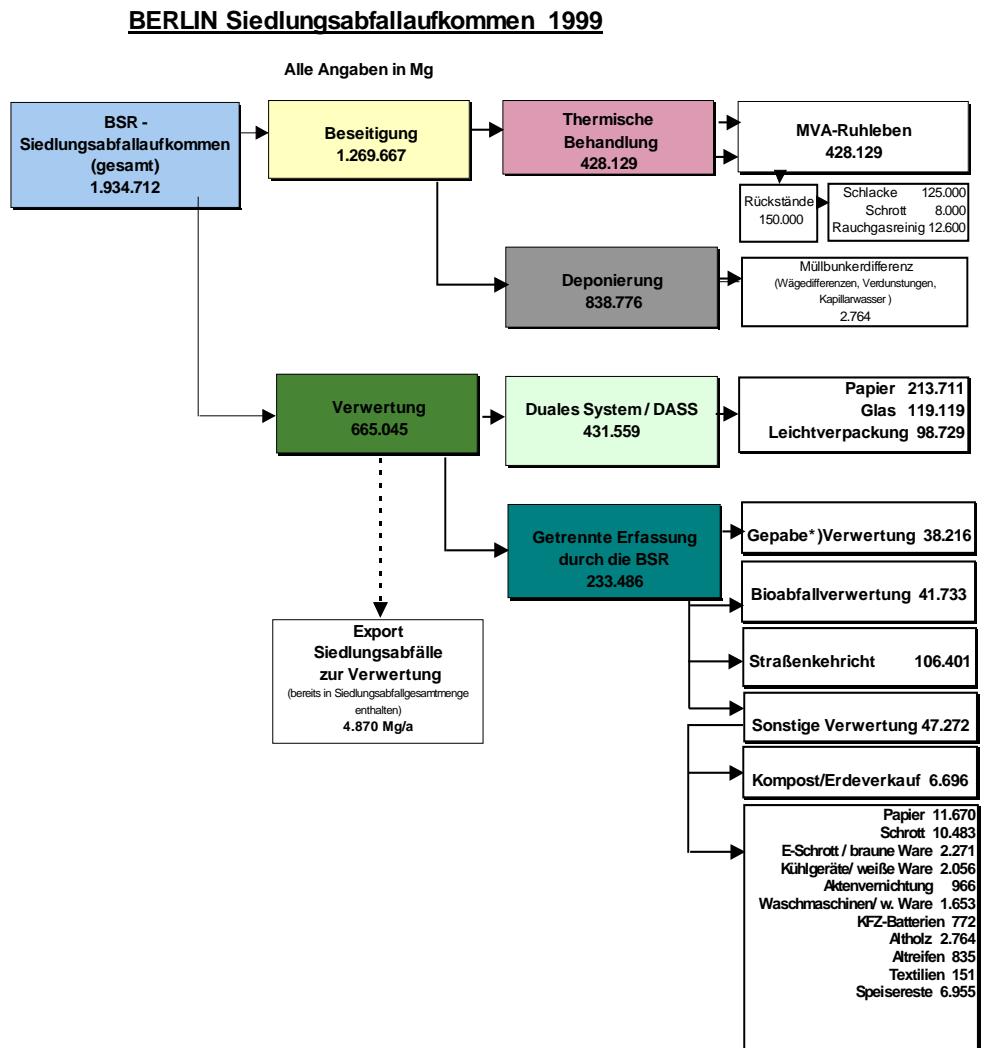 BERLIN Siedlungsabfallaufkommen 1999
Alle Angaben in Mg
BSR -
Siedlungsabfallaufkommen
(gesamt)
1.934.712
Beseitigung
1.269.667
Thermische
Behandlung
428.129
MVA-Ruhleben
428.129
Rückstände
150.000
Schlacke 125.000
Schrott 8.000
Rauchgasreinig 12.600
Deponierung
838.776
Müllbunkerdifferenz
(Wägedifferenzen, Verdunstungen,
Kapillarwasser )
2.764
Verwertung
665.045
Duales System / DASS
431.559
Papier 213.711
Glas 119.119
Leichtverpackung 98.729
Getrennte Erfassung
durch die BSR
233.486
Gepabe*)Verwertung 38.216
Bioabfallverwertung 41.733
Straßenkehricht 106.401
Sonstige Verwertung 47.272
Kompost/Erdeverkauf 6.696
Export
Siedlungsabfälle
zur Verwertung
(bereits in Siedlungsabfallgesamtmenge
enthalten)
4.870 Mg/a
Papier 11.670
Schrott 10.483
E-Schrott / braune Ware 2.271
Kühlgeräte/ weiße Ware 2.056
Aktenvernichtung 966
Waschmaschinen/ w. Ware 1.653
KFZ-Batterien 772
Altholz 2.764
Altreifen 835
Textilien 151
Speisereste 6.955